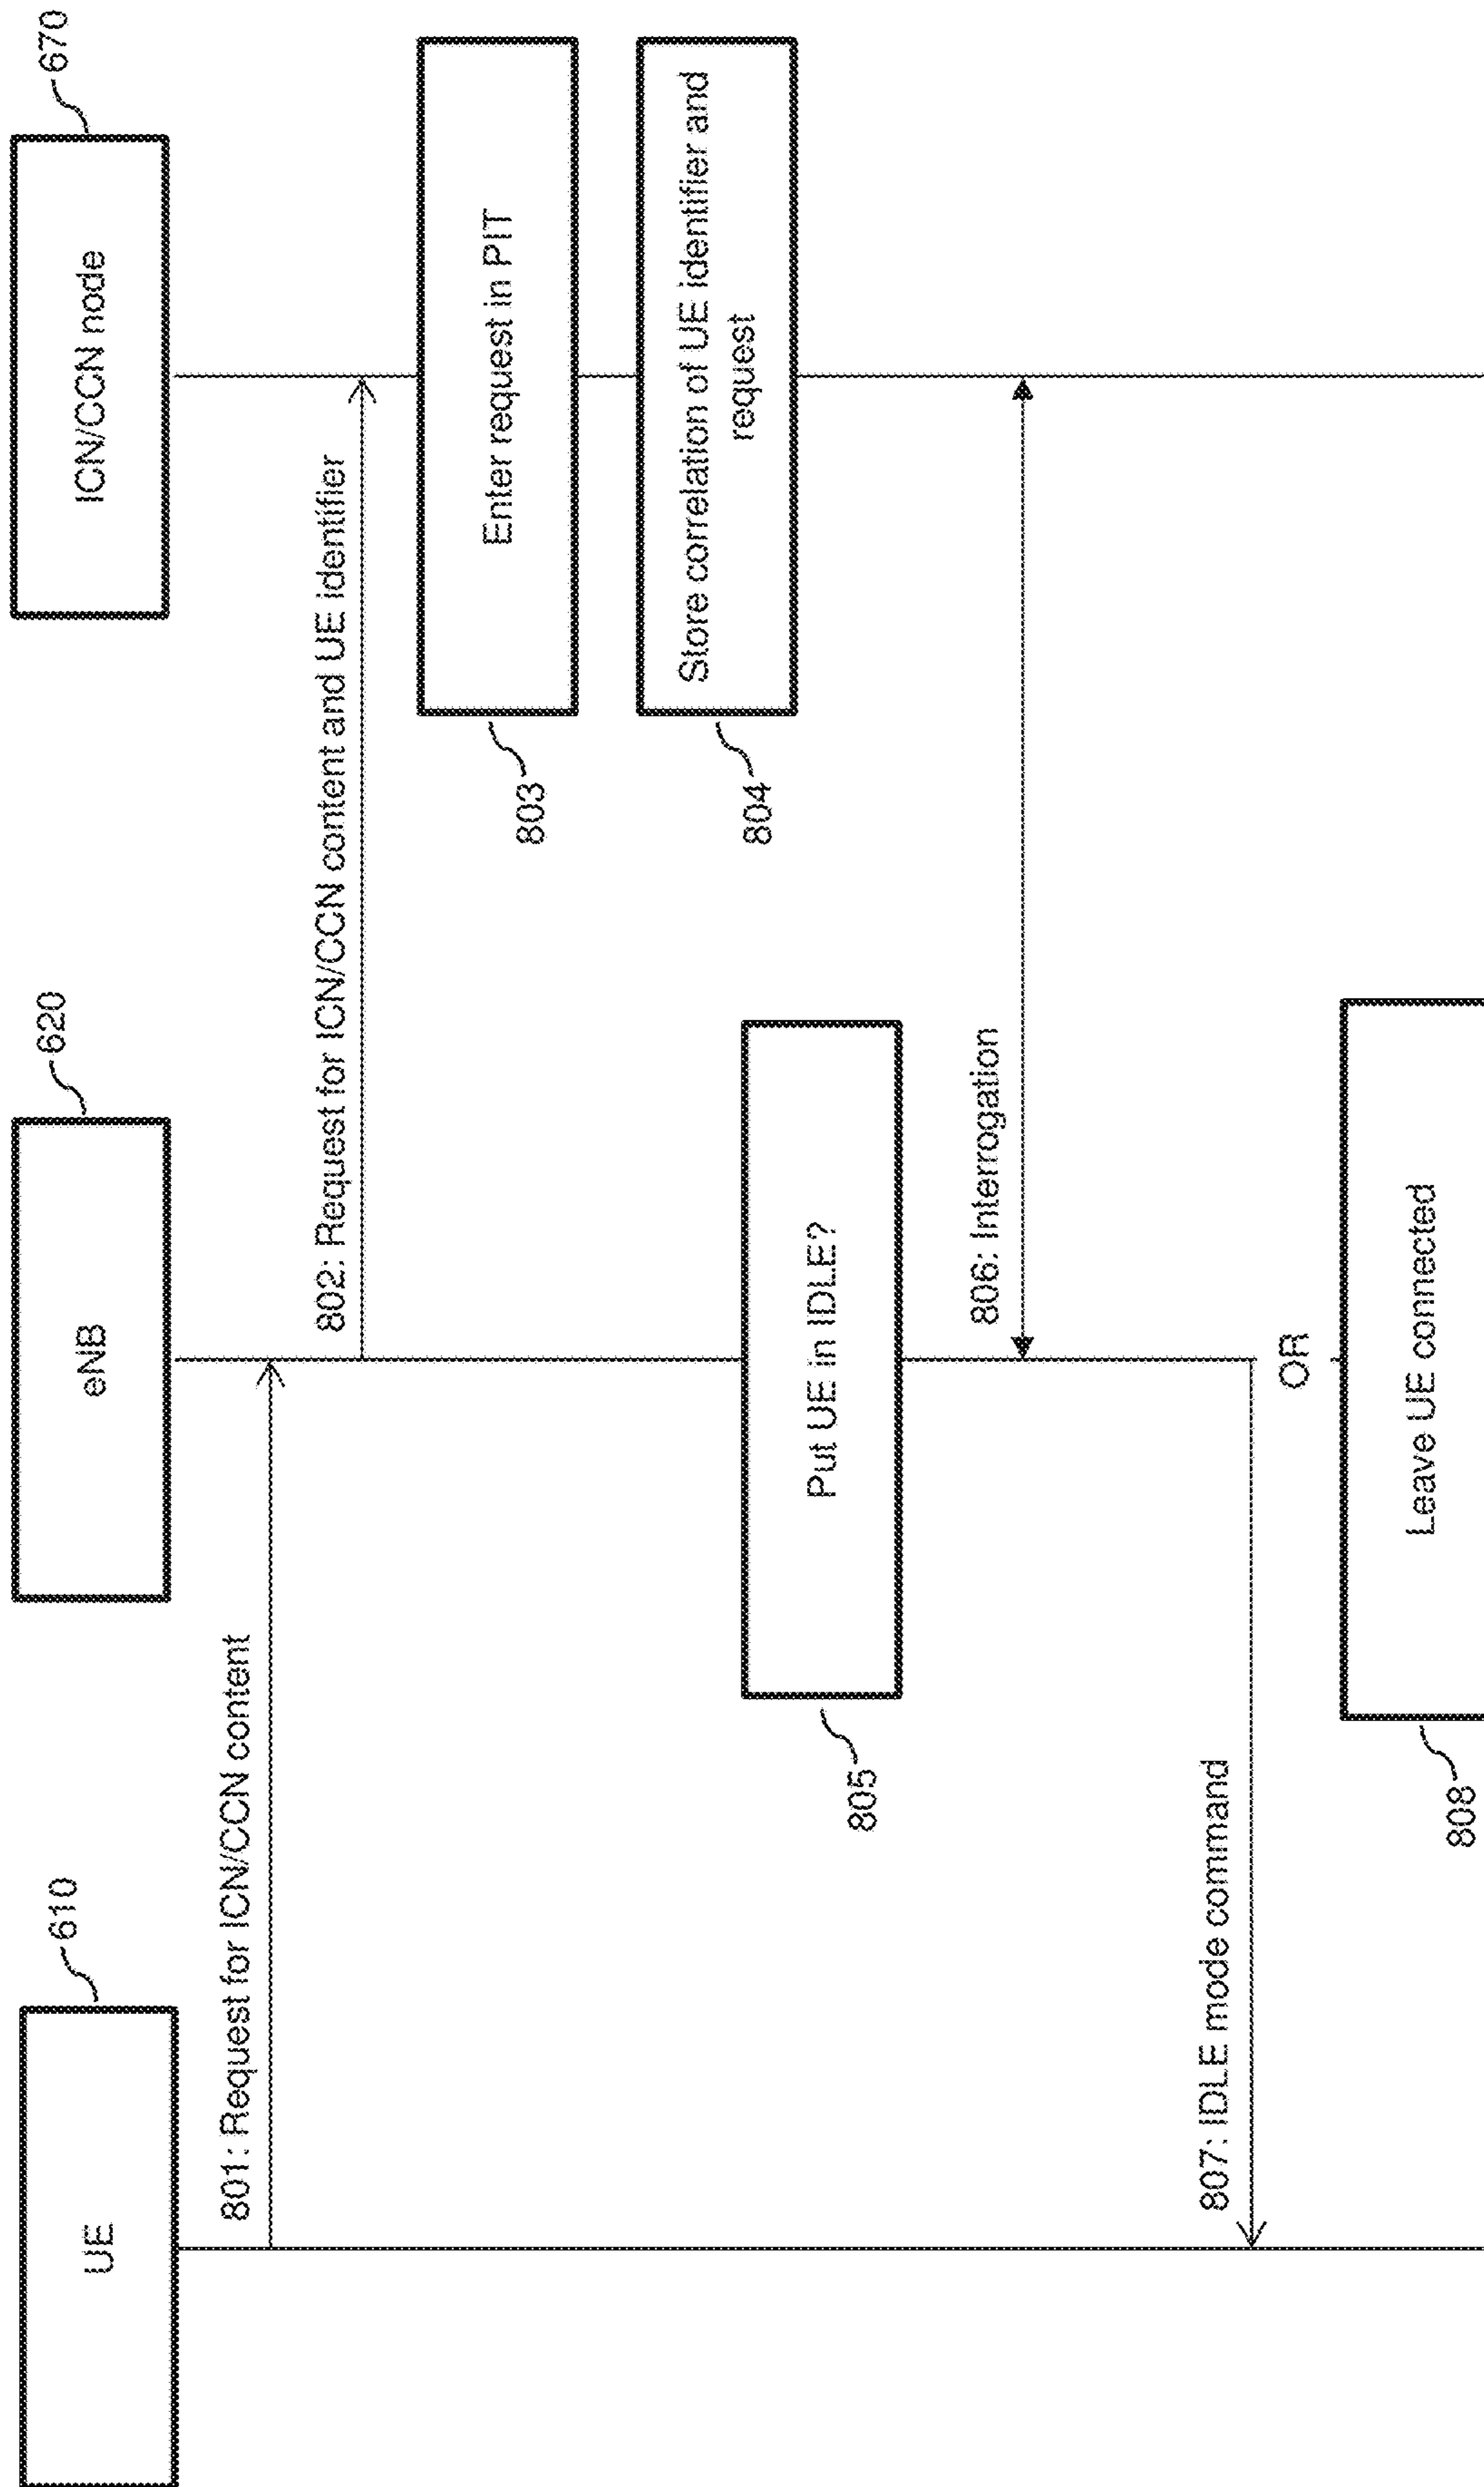 UE
610
eNB
620
ICN/CCN node
670
801: Request for ICN/CCN content
802: Request for ICN/CCN content and UE identifier
Enter request in PIT
803
Store correlation of UE identifier and
request
804
Put UE in IDLE?
805
806: Interrogation
807: IDLE mode command
OR
Leave UE connected
808